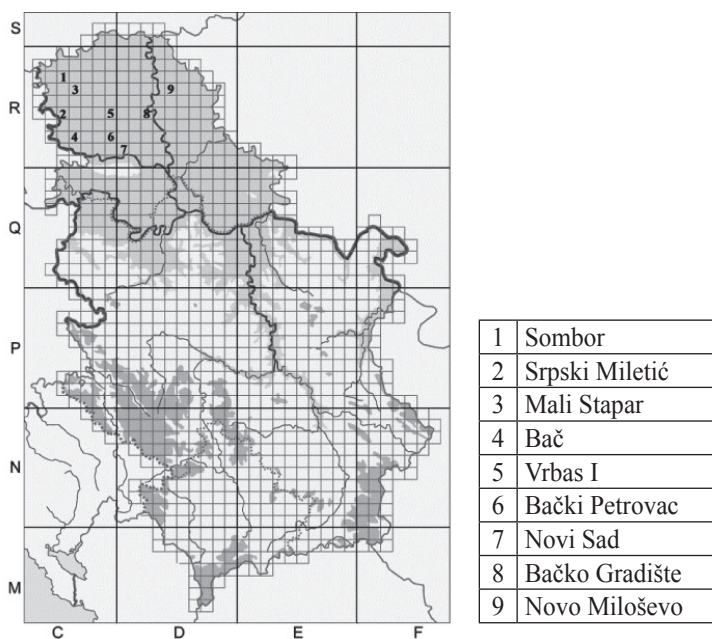 S
R
Q
P
N
M
C D E F
1
3
9
2
5
8
4
6
7
1 Sombor
2 Srpski Miletić
3 Mali Stapar
4 Bač
5 Vrbas I
6 Bački Petrovac
7 Novi Sad
8 Bačko Gradište
9 Novo Miloševo